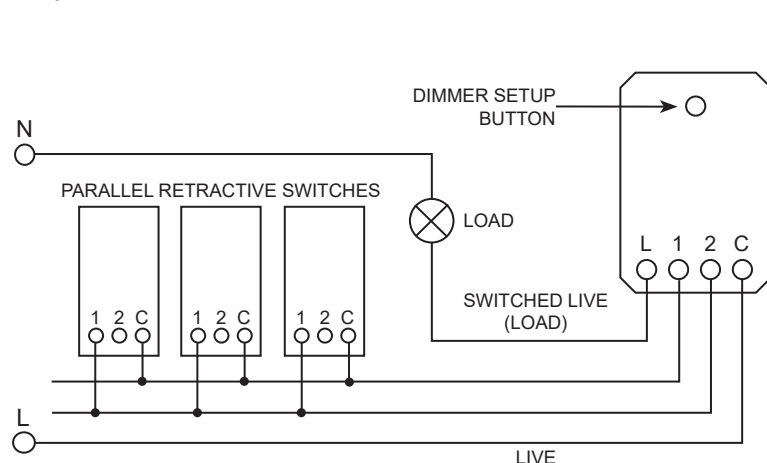 DIMMER SETUP
BUTTON
N
PARALLEL RETRACTIVE SWITCHES
LOAD
L 1 2 C
SWITCHED LIVE
(LOAD)
1 2 C
1 2 C
1 2 C
L
LIVE